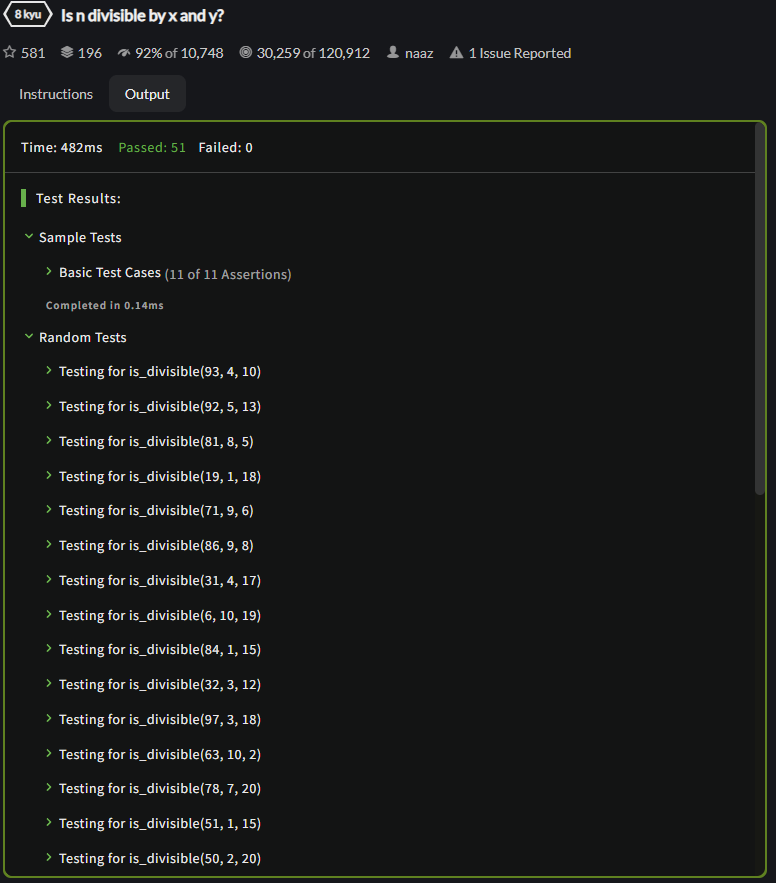 8 kyu Is n divisible by x and y?
581 196 92% of 10,748 30,259 of 120,912 naaz 1 Issue Reported
Instructions Output
Time: 482ms Passed: 51 Failed: 0
Test Results:
Sample Tests
Basic Test Cases (11 of 11 Assertions)
Completed in 0.14ms
Random Tests
Testing for is_divisible(93, 4, 10)
Testing for is_divisible(92, 5, 13)
Testing for is_divisible(81, 8, 5)
Testing for is_divisible(19, 1, 18)
Testing for is_divisible(71, 9, 6)
Testing for is_divisible(86, 9, 8)
Testing for is_divisible(31, 4, 17)
Testing for is_divisible(6, 10, 19)
Testing for is_divisible(84, 1, 15)
Testing for is_divisible(32, 3, 12)
Testing for is_divisible(97, 3, 18)
Testing for is_divisible(63, 10, 2)
Testing for is_divisible(78, 7, 20)
Testing for is_divisible(51, 1, 15)
Testing for is_divisible(50, 2, 20)